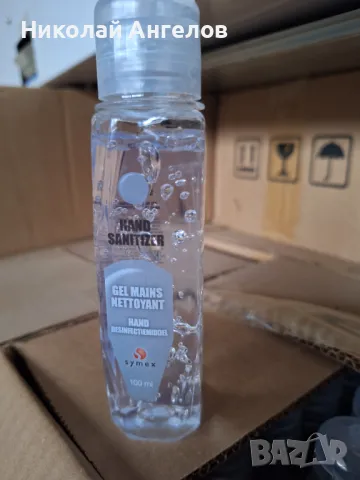 Николай Ангелов
HAND
SANITIZER
GEL MAINS
NETTOYANT
HAND
DESINFECTIEMIDDEL
symex
100 ml
BAZAR